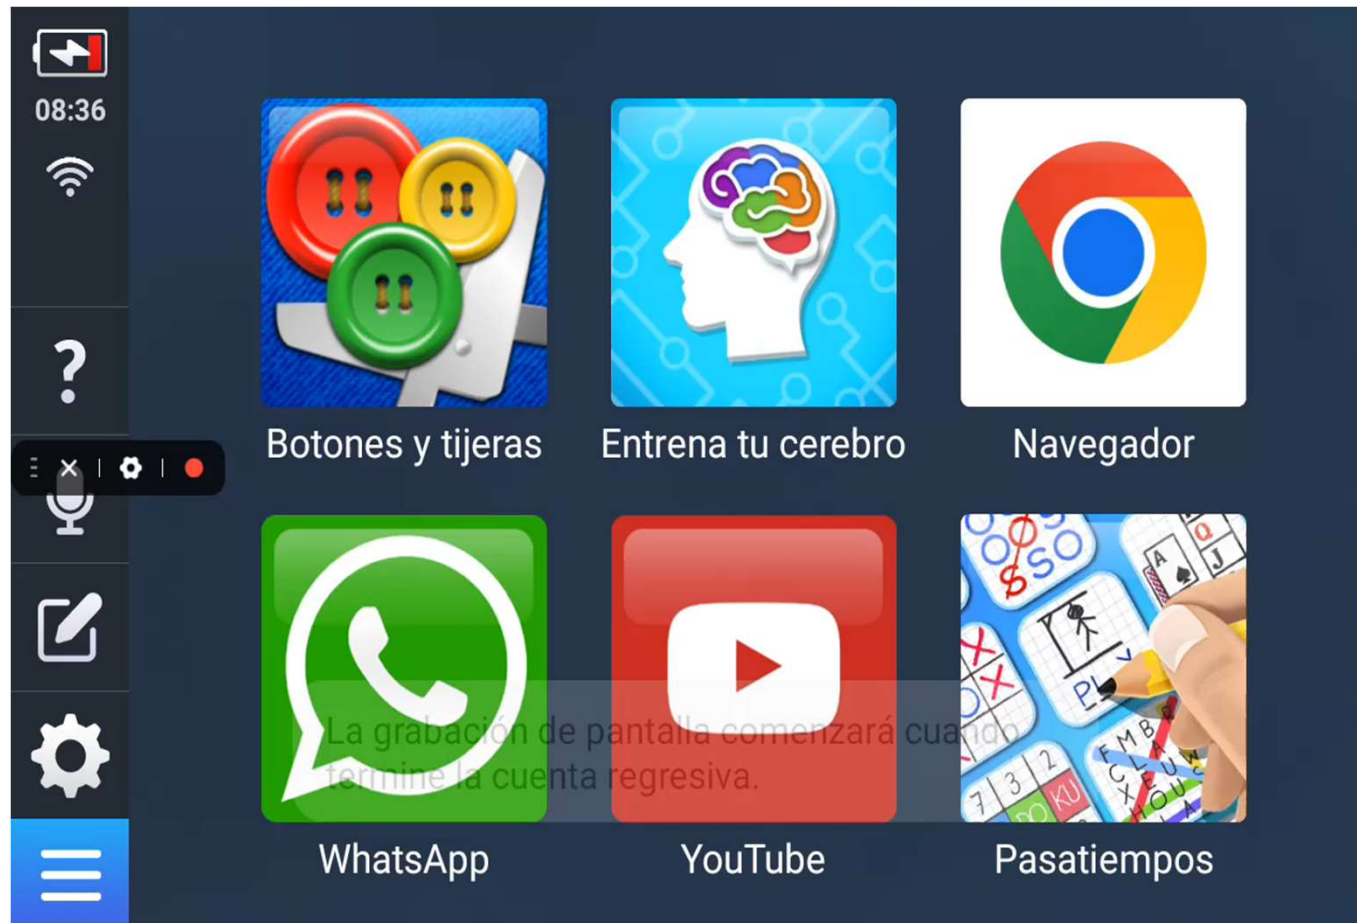 08:36
?
Botones y tijeras
Entrena tu cerebro
Navegador
La grabación de pantalla comenzará cuando
termine la cuenta regresiva.
WhatsApp
YouTube
Pasatiempos